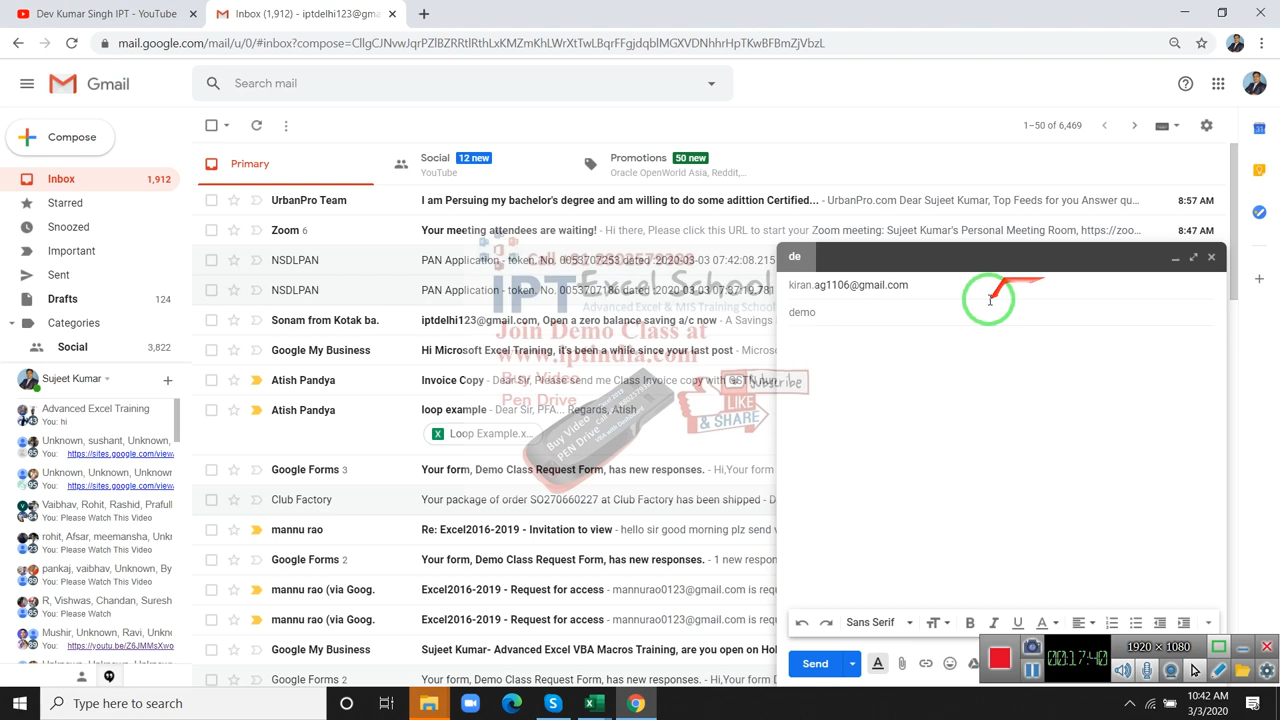 Dev Kumar Singh IPT - YouTube
Inbox (1,912) - iptdelhi123@gm
mail.google.com/mail/u/0/#inbox?compose=CllgCJNvwJqrPZlBZRRtlRthLxKMZmKhLWrXtTwLBqrFFgjdqblMGXVDNhhrHpTKwBFBmZjVbzL
Gmail
Search mail
Compose
1–50 of 6,469
Primary
Social 12 new
YouTube
Promotions 50 new
Oracle OpenWorld Asia, Reddit,...
Inbox 1,912
Starred
Snoozed
Important
Sent
Drafts 124
Categories
Social 3,822
Sujeet Kumar
Advanced Excel Training
You: hi
Unknown, sushant, Unknown,
You: https://sites.google.com/view
Unknown, Unknown, Unknown
You: https://sites.google.com/view
Vaibhav, Rohit, Rashid, Prafull
You: Please Watch This Video
rohit, Afsar, meemansha, Unkn
You: Please Watch This Video
pankaj, vaibhav, Unknown, By
You: Please Watch This Video
R, Vishwas, Chandan, Suresh
You: Please Watch
Mushir, Unknown, Ravi, Unkno
You: https://youtu.be/Z6JMMsXwo
UrbanPro Team I am Persuing my bachelor's degree and am willing to do some adittion Certified... - UrbanPro.com Dear Sujeet Kumar, Top Feeds for you Answer qu... 8:57 AM
Zoom 6 Your meeting attendees are waiting! - Hi there, Please click this URL to start your Zoom meeting: Sujeet Kumar's Personal Meeting Room, https://zoo... 8:47 AM
NSDLPAN PAN Application - token, No. 0053707253 dated :2020-03-03 07:42:08.215
NSDLPAN PAN Application - token, No.
Sonam from Kotak ba. iptdelhi123@gmail.com, Open a zero balance saving a/c now - A Savings
Google My Business Hi Microsoft Excel Training, it's been a while since your last post - Microso
Atish Pandya Invoice Copy - Dear Sir, Please send me Class Invoice copy with GSTN num
Atish Pandya loop example - Dear Sir, PFA... Regards, Atish
Loop Example.x...
Google Forms 3 Your form, Demo Class Request Form, has new responses. - Hi,Your form
Club Factory Your package of order SO270660227 at Club Factory has been shipped - D
mannu rao Re: Excel2016-2019 - Invitation to view - hello sir good morning plz send v
Google Forms 2 Your form, Demo Class Request Form, has new responses. - 1 new respon
mannu rao (via Goog. Excel2016-2019 - Request for access - mannurao0123@gmail.com is requ
mannu rao (via Goog. Excel2016-2019 - Request for access - mannurao0123@gmail.com is requ
Google My Business Sujeet Kumar- Advanced Excel VBA Macros Training, are you open on Hol
Google Forms 2 Your form, Demo Class Request Form, has new responses.
IPT Excel School
Advanced Excel & MIS Training School
Join Demo Class at
www.iptindia.com
Buy Video
Pen Drive
Buy Video
Subscribe
LIKE
& SHARE
de
kiran.ag1106@gmail.com
demo
Sans Serif
Send
00:17:40
1920 × 1080
Type here to search
10:42 AM
3/3/2020